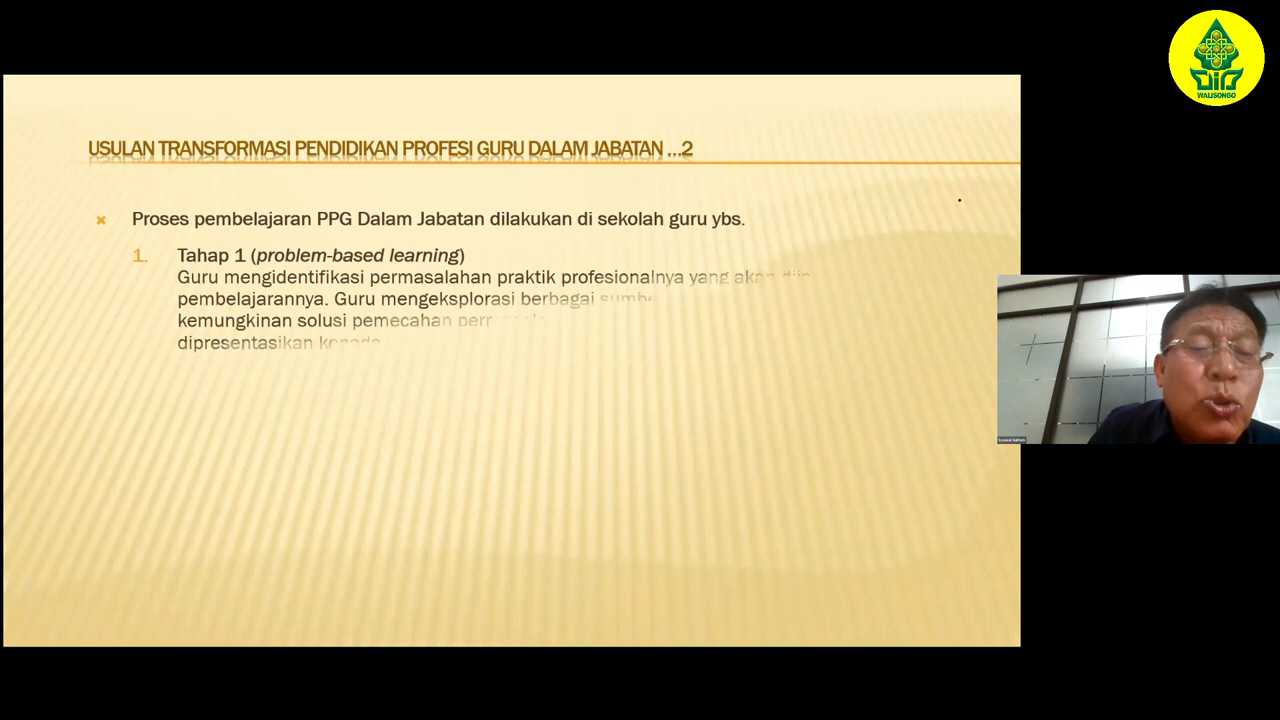 WALISONGO
USULAN TRANSFORMASI PENDIDIKAN PROFESI GURU DALAM JABATAN ...2
Proses pembelajaran PPG Dalam Jabatan dilakukan di sekolah guru ybs.
1. Tahap 1 (problem-based learning)
Guru mengidentifikasi permasalahan praktik profesionalnya yang akan
pembelajarannya. Guru mengeksplorasi berbagai
kemungkinan solusi pemecahan
dipresentasikan kepada